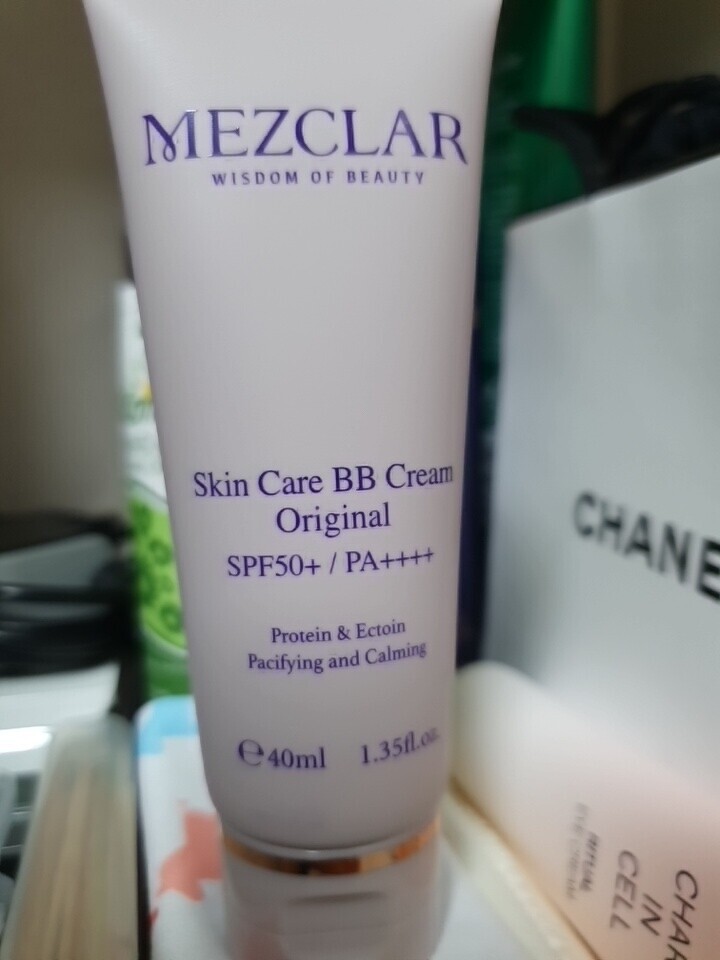 MEZCLAR
WISDOM OF BEAUTY
Skin Care BB Cream
Original
SPF50+ / PA++++
Protein & Ectoin
Pacifying and Calming
℮40ml 1.35fl.oz.
CHANE
CHAR
IN
CELL